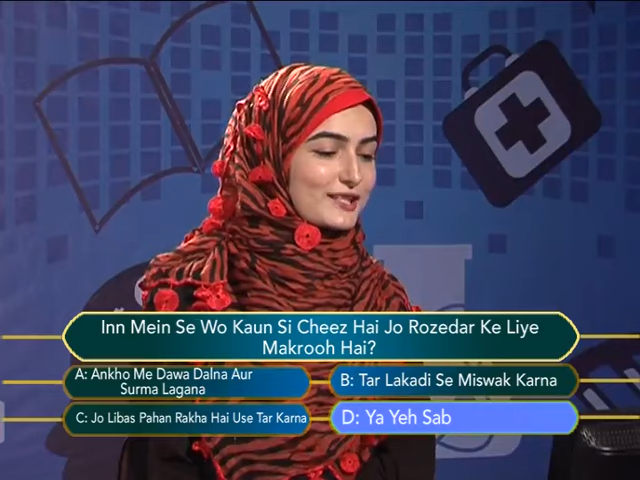 Inn Mein Se Wo Kaun Si Cheez Hai Jo Rozedar Ke Liye
Makrooh Hai?
A: Ankho Me Dawa Dalna Aur
Surma Lagana
B: Tar Lakadi Se Miswak Karna
C: Jo Libas Pahan Rakha Hai Use Tar Karna
D: Ya Yeh Sab